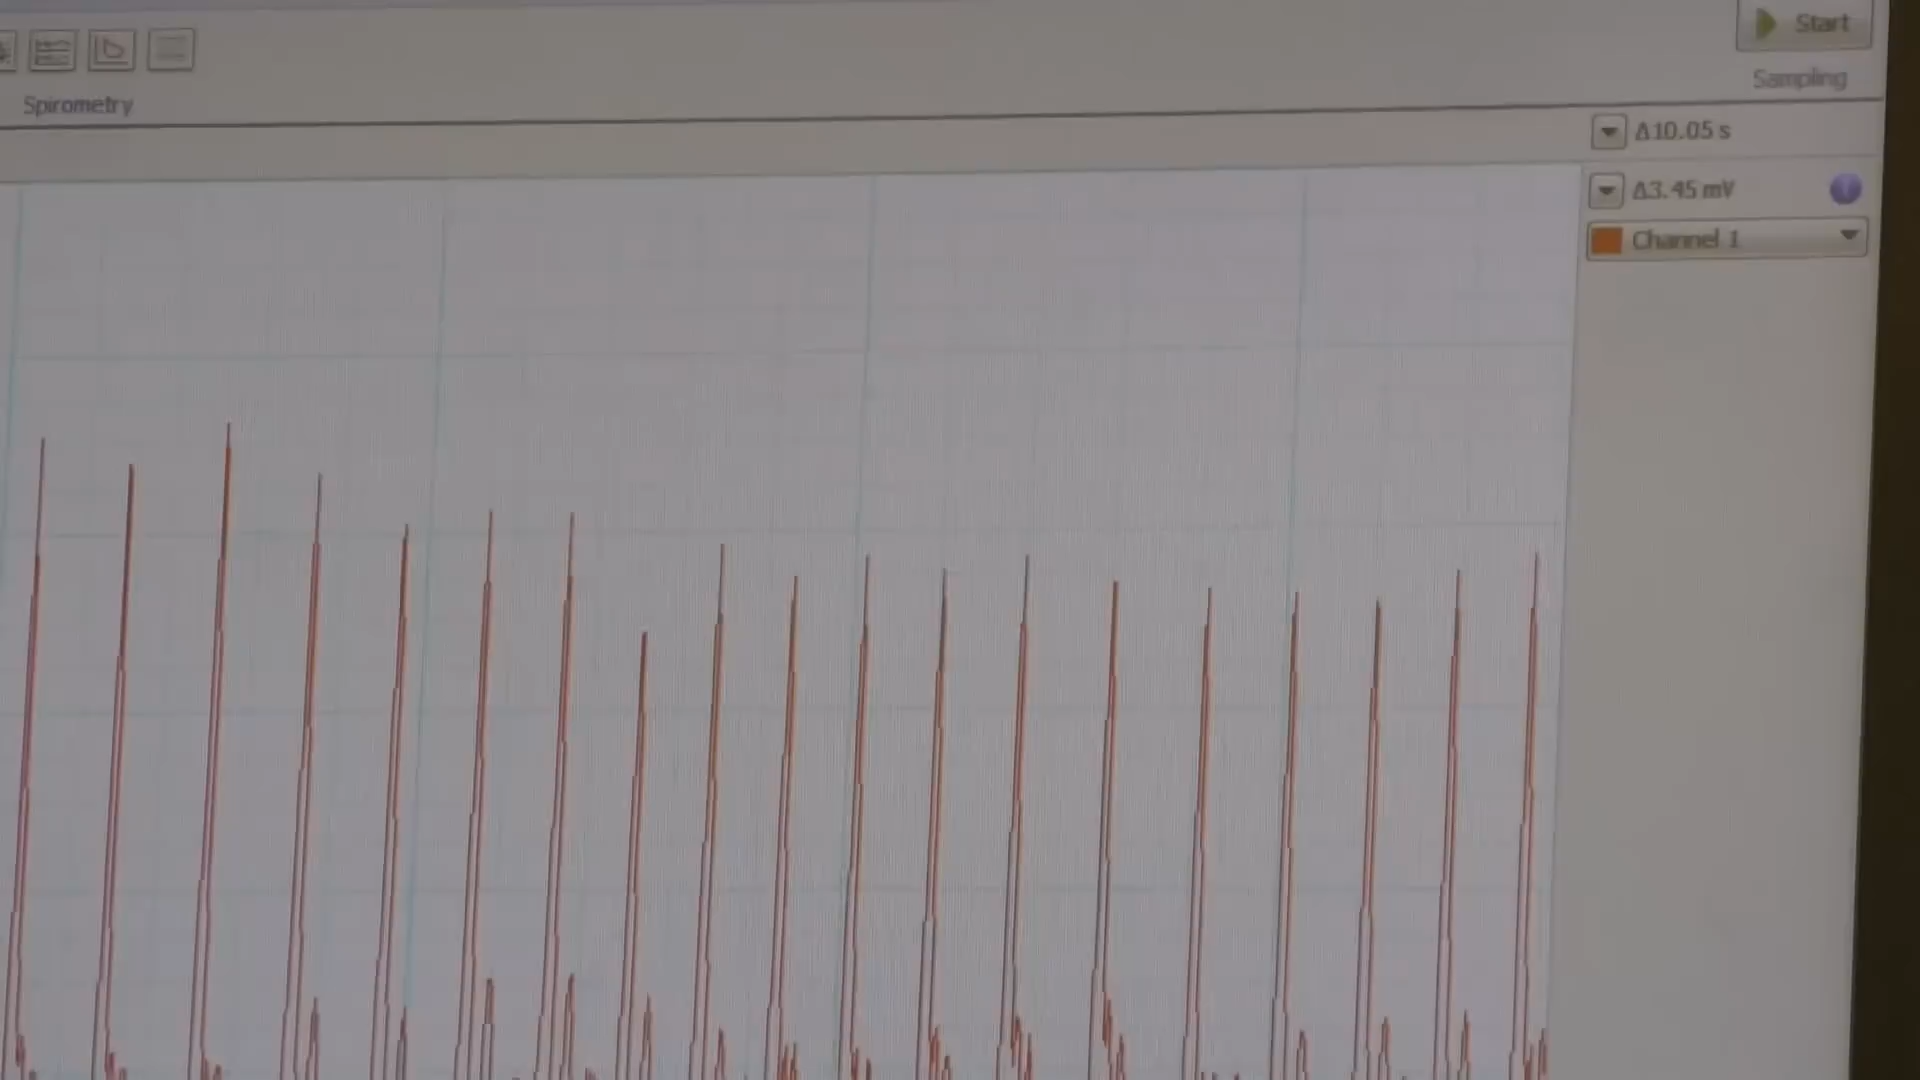 Start
Sampling
Spirometry
Δ10.05 s
Δ3.45 mV
Channel 1